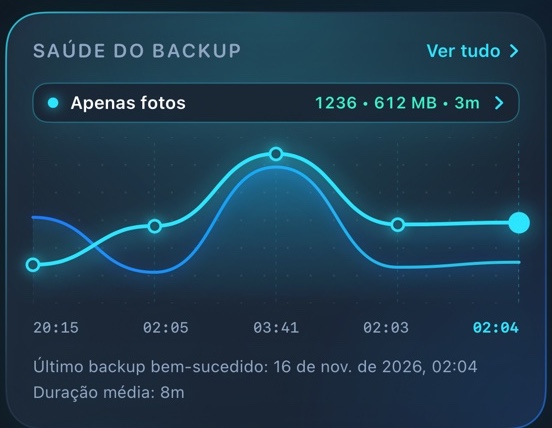 SAÚDE DO BACKUP
Ver tudo
Apenas fotos
1236 • 612 MB • 3m
20:15 02:05 03:41 02:03 02:04
Último backup bem-sucedido: 16 de nov. de 2026, 02:04
Duração média: 8m